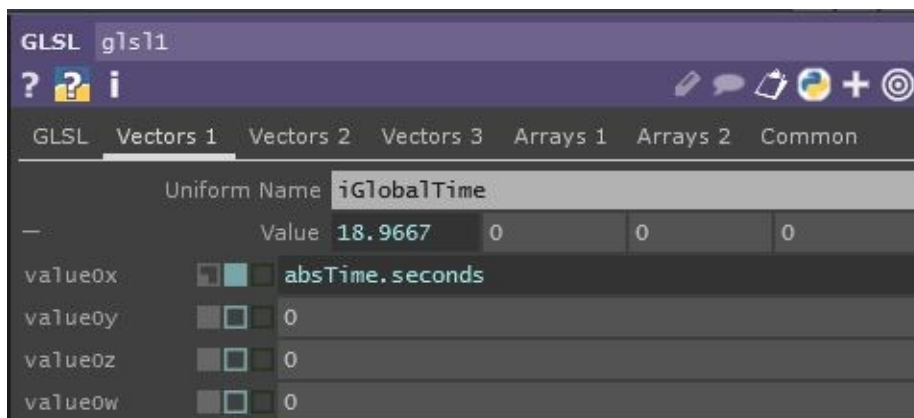 GLSL glsl1
? ? i
GLSL Vectors 1 Vectors 2 Vectors 3 Arrays 1 Arrays 2 Common
Uniform Name iGlobalTime
Value 18.9667 0 0 0
value0x absTime.seconds
value0y 0
value0z 0
value0w 0